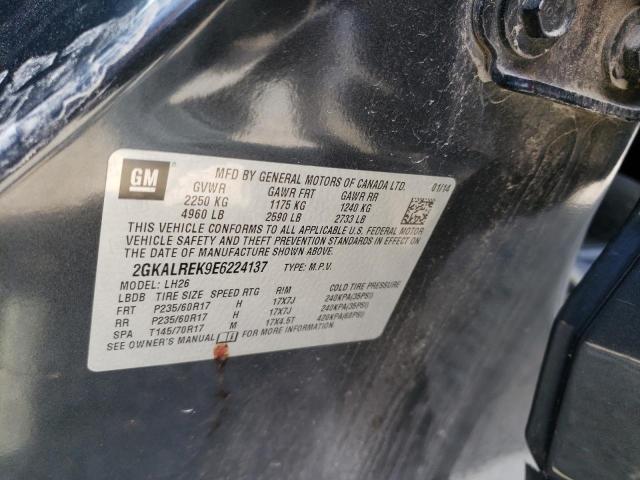 GM
MFD BY GENERAL MOTORS OF CANADA LTD. 01/14
GVWR GAWR FRT GAWR RR
2250 KG 1175 KG 1240 KG
4960 LB 2590 LB 2733 LB
THIS VEHICLE CONFORMS TO ALL APPLICABLE U.S. FEDERAL MOTOR
VEHICLE SAFETY AND THEFT PREVENTION STANDARDS IN EFFECT ON
THE DATE OF MANUFACTURE SHOWN ABOVE.
2GKALREK9E6224137 TYPE: M.P.V.
MODEL: LH26
LBDB TIRE SIZE SPEED RTG RIM COLD TIRE PRESSURE
FRT P235/60R17 H 17X7J 240KPA(35PSI)
RR P235/60R17 H 17X7J 240KPA(35PSI)
SPA T145/70R17 M 17X4.5T 420KPA(60PSI)
SEE OWNER'S MANUAL FOR MORE INFORMATION